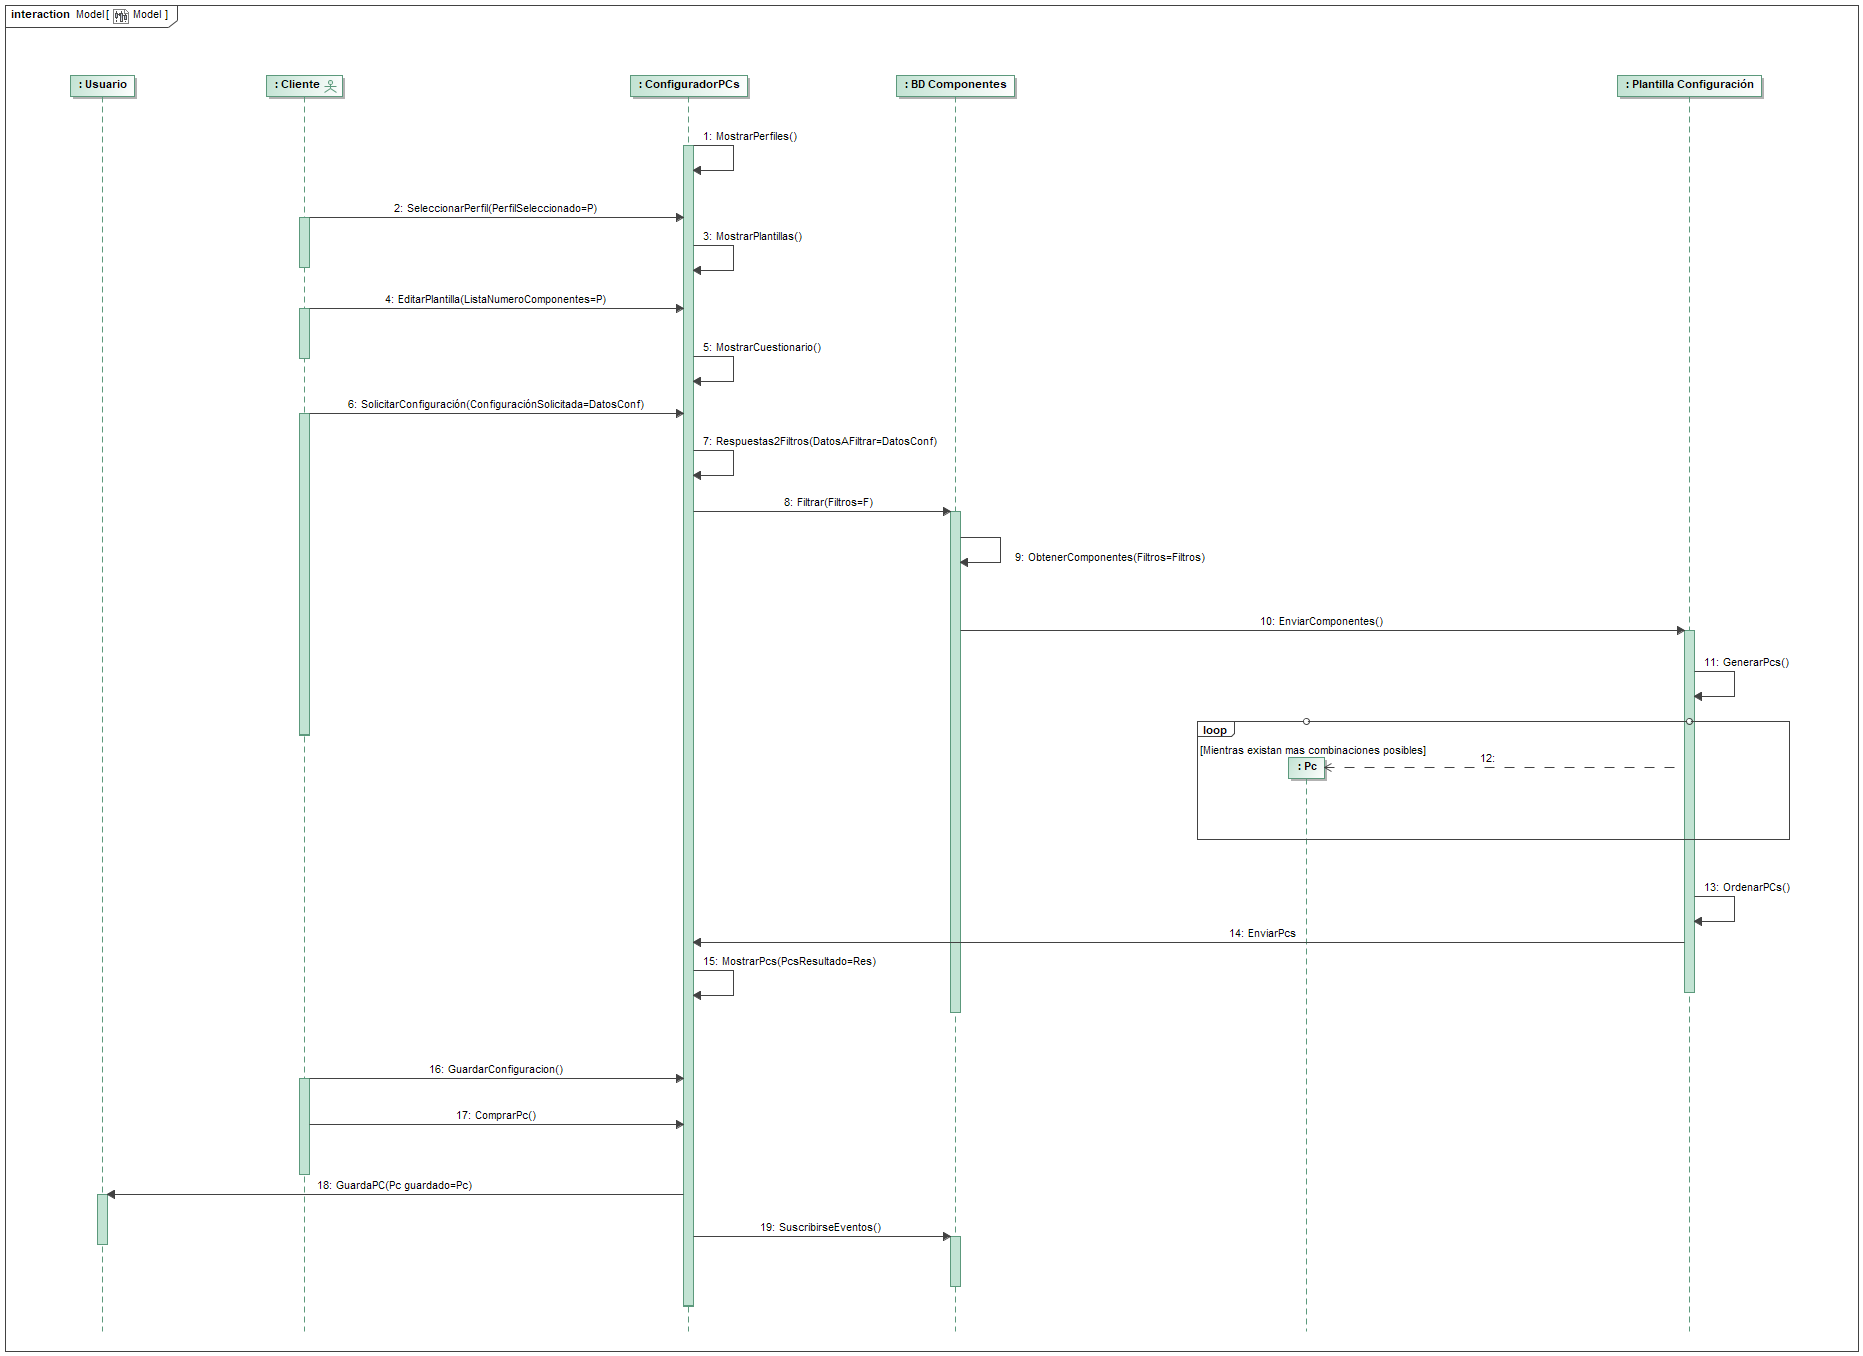 interaction Model[ Model ]
: Usuario
: Cliente
: ConfiguradorPCs
: BD Componentes
: Plantilla Configuración
1: MostrarPerfiles()
2: SeleccionarPerfil(PerfilSeleccionado=P)
3: MostrarPlantillas()
4: EditarPlantilla(ListaNumeroComponentes=P)
5: MostrarCuestionario()
6: SolicitarConfiguración(ConfiguraciónSolicitada=DatosConf)
7: Respuestas2Filtros(DatosAFiltrar=DatosConf)
8: Filtrar(Filtros=F)
9: ObtenerComponentes(Filtros=Filtros)
10: EnviarComponentes()
11: GenerarPcs()
loop
[Mientras existan mas combinaciones posibles]
12:
: Pc
13: OrdenarPCs()
14: EnviarPcs
15: MostrarPcs(PcsResultado=Res)
16: GuardarConfiguracion()
17: ComprarPc()
18: GuardaPC(Pc guardado=Pc)
19: SuscribirseEventos()